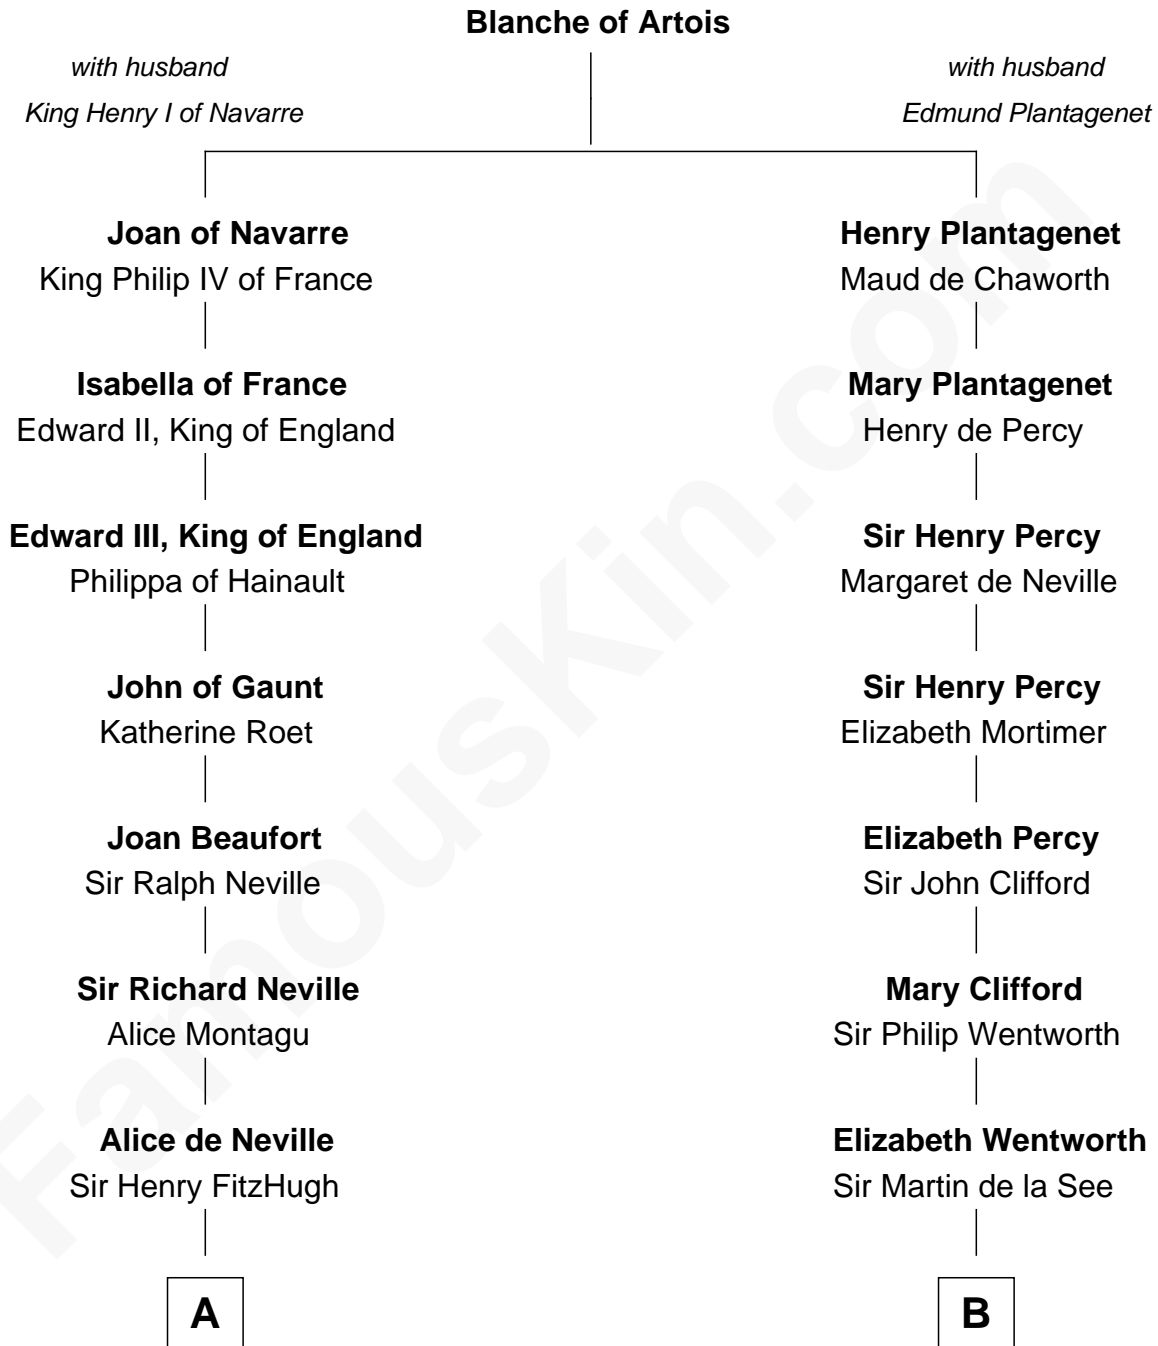 Blanche of Artois
with husband
King Henry I of Navarre
with husband
Edmund Plantagenet
Joan of Navarre
King Philip IV of France
Henry Plantagenet
Maud de Chaworth
Isabella of France
Edward II, King of England
Mary Plantagenet
Henry de Percy
Edward III, King of England
Philippa of Hainault
Sir Henry Percy
Margaret de Neville
John of Gaunt
Katherine Roet
Sir Henry Percy
Elizabeth Mortimer
Joan Beaufort
Sir Ralph Neville
Elizabeth Percy
Sir John Clifford
Sir Richard Neville
Alice Montagu
Mary Clifford
Sir Philip Wentworth
Alice de Neville
Sir Henry FitzHugh
Elizabeth Wentworth
Sir Martin de la See
A
B
FamousKin.com